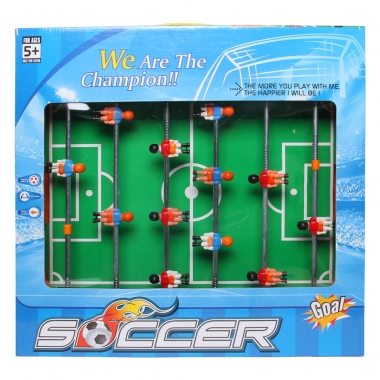 FOR AGES
5+
We Are The
Champion!!
THE MORE YOU PLAY WITH ME.
THE HAPPIER I WILL BE!
Goal
SOCCER